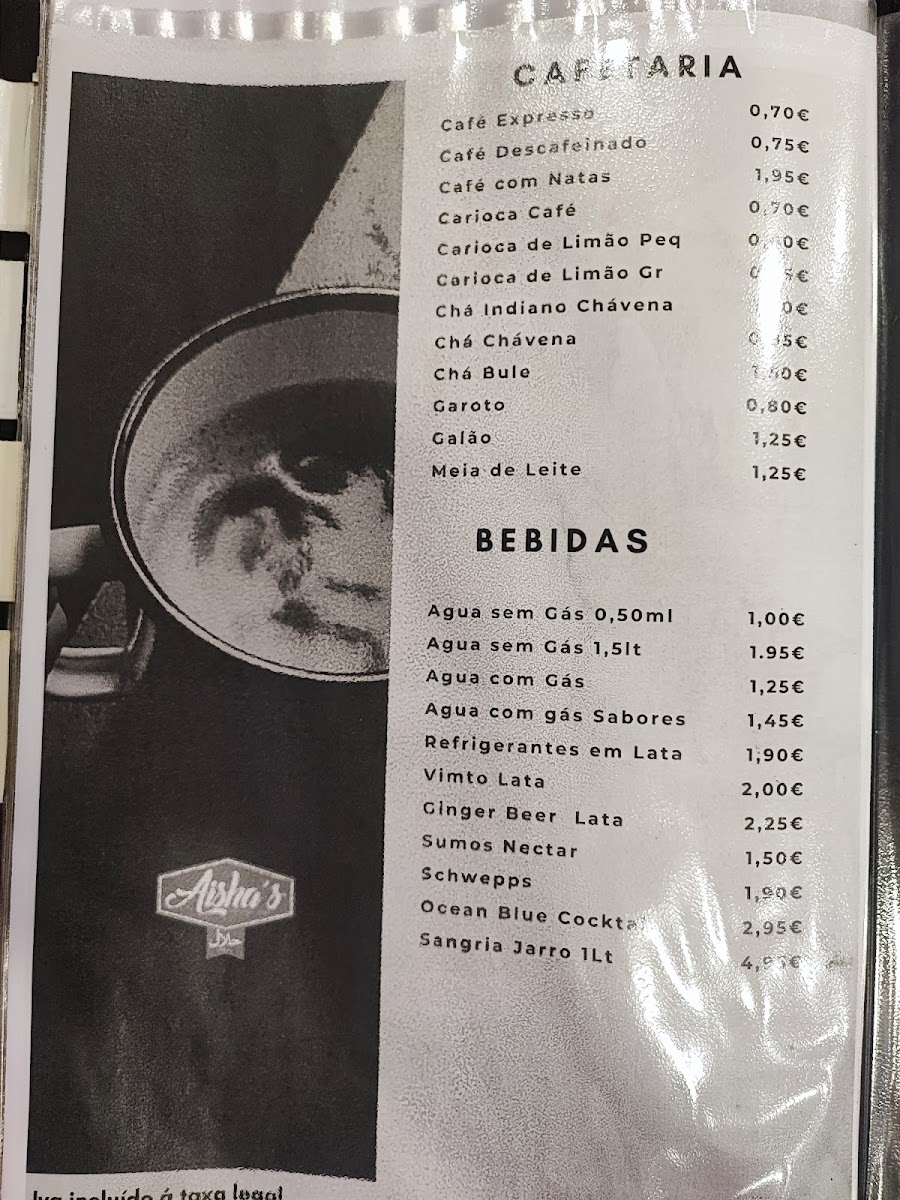 CAFETARIA
Café Expresso 0,70€
Café Descafeinado 0,75€
Café com Natas 1,95€
Carioca Café 0,70€
Carioca de Limão Peq
Carioca de Limão Gr
Chá Indiano Chávena
Chá Chávena
Chá Bule
Garoto 0,80€
Galão 1,25€
Meia de Leite 1,25€
BEBIDAS
Agua sem Gás 0,50ml 1,00€
Agua sem Gás 1,5lt 1.95€
Agua com Gás 1,25€
Agua com gás Sabores 1,45€
Refrigerantes em Lata 1,90€
Vimto Lata 2,00€
Ginger Beer Lata 2,25€
Sumos Nectar 1,50€
Schwepps 1,90€
Ocean Blue 2,95€
Sangria Jarro 1Lt
Aisha's
حلال
Iva incluído á taxa legal